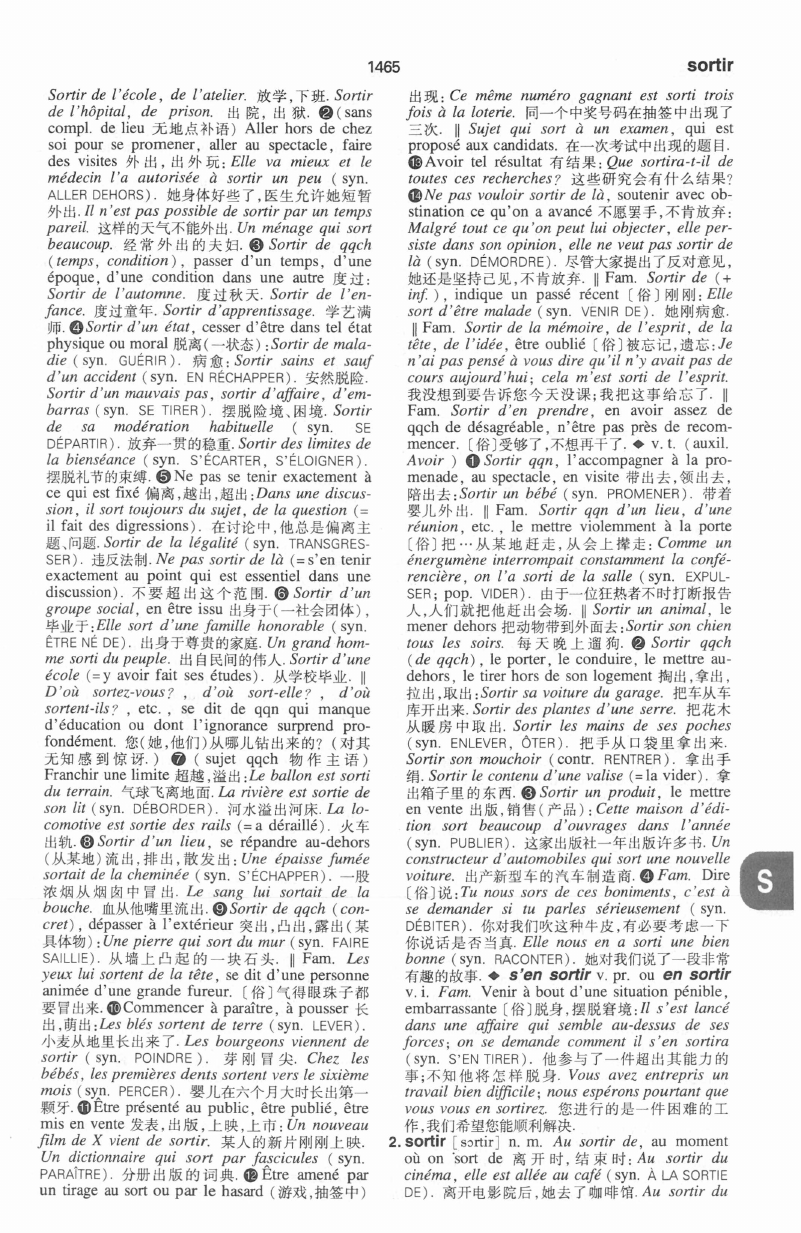 1465
sortir
Sortir de l'école, de l'atelier. 放学,下班. Sortir
de l'hôpital, de prison. 出院, 出狱. ❷(sans
compl. de lieu 无地点补语) Aller hors de chez
soi pour se promener, aller au spectacle, faire
des visites 外出, 出外玩: Elle va mieux et le
médecin l'a autorisée à sortir un peu (syn.
ALLER DEHORS). 她身体好些了,医生允许她短暂
外出. Il n'est pas possible de sortir par un temps
pareil. 这样的天气不能外出. Un ménage qui sort
beaucoup. 经常外出的夫妇. ❸ Sortir de qqch
(temps, condition), passer d'un temps, d'une
époque, d'une condition dans une autre 度过:
Sortir de l'automne. 度过秋天. Sortir de l'en-
fance. 度过童年. Sortir d'apprentissage. 学艺满
师. ❹Sortir d'un état, cesser d'être dans tel état
physique ou moral 脱离(一状态):Sortir de mala-
die (syn. GUÉRIR). 病愈: Sortir sains et sauf
d'un accident (syn. EN RÉCHAPPER). 安然脱险.
Sortir d'un mauvais pas, sortir d'affaire, d'em-
barras (syn. SE TIRER). 摆脱险境、困境. Sortir
de sa modération habituelle ( syn. SE
DÉPARTIR). 放弃一贯的稳重. Sortir des limites de
la bienséance (syn. S'ÉCARTER, S'ÉLOIGNER).
摆脱礼节的束缚. ❺Ne pas se tenir exactement à
ce qui est fixé 偏离,越出,超出:Dans une discus-
sion, il sort toujours du sujet, de la question (=
il fait des digressions). 在讨论中,他总是偏离主
题、问题. Sortir de la légalité (syn. TRANSGRES-
SER). 违反法制. Ne pas sortir de là (=s'en tenir
exactement au point qui est essentiel dans une
discussion). 不要超出这个范围. ❻ Sortir d'un
groupe social, en être issu 出身于(一社会团体),
毕业于:Elle sort d'une famille honorable (syn.
ÊTRE NÉ DE). 出身于尊贵的家庭. Un grand hom-
me sorti du peuple. 出自民间的伟人. Sortir d'une
école (=y avoir fait ses études). 从学校毕业. ‖
D'où sortez-vous?, d'où sort-elle?, d'où
sortent-ils?, etc., se dit de qqn qui manque
d'éducation ou dont l'ignorance surprend pro-
fondément. 您(她,他们)从哪儿钻出来的? (对其
无知感到惊讶.) ❼ ( sujet qqch 物作主语)
Franchir une limite 超越,溢出:Le ballon est sorti
du terrain. 气球飞离地面. La rivière est sortie de
son lit (syn. DÉBORDER). 河水溢出河床. La lo-
comotive est sortie des rails (=a déraillé). 火车
出轨. ❽ Sortir d'un lieu, se répandre au-dehors
(从某地)流出,排出,散发出: Une épaisse fumée
sortait de la cheminée (syn. S'ÉCHAPPER). 一股
浓烟从烟囱中冒出. Le sang lui sortait de la
bouche. 血从他嘴里流出. ❾Sortir de qqch (con-
cret), dépasser à l'extérieur 突出,凸出,露出(某
具体物):Une pierre qui sort du mur (syn. FAIRE
SAILLIE). 从墙上凸起的一块石头. ‖ Fam. Les
yeux lui sortent de la tête, se dit d'une personne
animée d'une grande fureur. 〔俗〕气得眼珠子都
要冒出来. ❿Commencer à paraître, à pousser 长
出,萌出:Les blés sortent de terre (syn. LEVER).
小麦从地里长出来了. Les bourgeons viennent de
sortir ( syn. POINDRE ). 芽刚冒尖. Chez les
bébés, les premières dents sortent vers le sixième
mois (syn. PERCER). 婴儿在六个月大时长出第一
颗牙. ⓫Être présenté au public, être publié, être
mis en vente 发表,出版,上映,上市: Un nouveau
film de X vient de sortir. 某人的新片刚刚上映.
Un dictionnaire qui sort par fascicules ( syn.
PARAÎTRE). 分册出版的词典. ⓬Être amené par
un tirage au sort ou par le hasard (游戏,抽签中)
出现: Ce même numéro gagnant est sorti trois
fois à la loterie. 同一个中奖号码在抽签中出现了
三次. ‖ Sujet qui sort à un examen, qui est
proposé aux candidats. 在一次考试中出现的题目.
⓭Avoir tel résultat 有结果: Que sortira-t-il de
toutes ces recherches? 这些研究会有什么结果?
⓮Ne pas vouloir sortir de là, soutenir avec ob-
stination ce qu'on a avancé 不愿罢手,不肯放弃:
Malgré tout ce qu'on peut lui objecter, elle per-
siste dans son opinion, elle ne veut pas sortir de
là (syn. DÉMORDRE). 尽管大家提出了反对意见,
她还是坚持己见,不肯放弃. ‖ Fam. Sortir de (+
inf.), indique un passé récent 〔俗〕刚刚: Elle
sort d'être malade (syn. VENIR DE). 她刚病愈.
‖ Fam. Sortir de la mémoire, de l'esprit, de la
tête, de l'idée, être oublié 〔俗〕被忘记,遗忘: Je
n'ai pas pensé à vous dire qu'il n'y avait pas de
cours aujourd'hui; cela m'est sorti de l'esprit.
我没想到要告诉您今天没课;我把这事给忘了. ‖
Fam. Sortir d'en prendre, en avoir assez de
qqch de désagréable, n'être pas près de recom-
mencer. 〔俗〕受够了,不想再干了. ◆ v. t. (auxil.
Avoir ) ❶ Sortir qqn, l'accompagner à la pro-
menade, au spectacle, en visite 带出去,领出去,
陪出去:Sortir un bébé (syn. PROMENER). 带着
婴儿外出. ‖ Fam. Sortir qqn d'un lieu, d'une
réunion, etc., le mettre violemment à la porte
〔俗〕把…从某地赶走,从会上撵走: Comme un
énergumène interrompait constamment la confé-
rencière, on l'a sorti de la salle (syn. EXPUL-
SER; pop. VIDER). 由于一位狂热者不时打断报告
人,人们就把他赶出会场. ‖ Sortir un animal, le
mener dehors 把动物带到外面去:Sortir son chien
tous les soirs. 每天晚上遛狗. ❷ Sortir qqch
(de qqch), le porter, le conduire, le mettre au-
dehors, le tirer hors de son logement 掏出,拿出,
拉出,取出:Sortir sa voiture du garage. 把车从车
库开出来. Sortir des plantes d'une serre. 把花木
从暖房中取出. Sortir les mains de ses poches
(syn. ENLEVER, ÔTER). 把手从口袋里拿出来.
Sortir son mouchoir (contr. RENTRER). 拿出手
绢. Sortir le contenu d'une valise (=la vider). 拿
出箱子里的东西. ❸ Sortir un produit, le mettre
en vente 出版,销售(产品): Cette maison d'édi-
tion sort beaucoup d'ouvrages dans l'année
(syn. PUBLIER). 这家出版社一年出版许多书. Un
constructeur d'automobiles qui sort une nouvelle
voiture. 出产新型车的汽车制造商. ❹ Fam. Dire
〔俗〕说:Tu nous sors de ces boniments, c'est à
se demander si tu parles sérieusement ( syn.
DÉBITER). 你对我们吹这种牛皮,有必要考虑一下
你说话是否当真. Elle nous en a sorti une bien
bonne (syn. RACONTER). 她对我们说了一段非常
有趣的故事. ◆ s'en sortir v. pr. ou en sortir
v. i. Fam. Venir à bout d'une situation pénible,
embarrassante 〔俗〕脱身,摆脱窘境:Il s'est lancé
dans une affaire qui semble au-dessus de ses
forces; on se demande comment il s'en sortira
(syn. S'EN TIRER). 他参与了一件超出其能力的
事;不知他将怎样脱身. Vous avez entrepris un
travail bien difficile; nous espérons pourtant que
vous vous en sortirez. 您进行的是一件困难的工
作,我们希望您能顺利解决.
2. sortir [sɔrtir] n. m. Au sortir de, au moment
où on sort de 离开时,结束时: Au sortir du
cinéma, elle est allée au café (syn. À LA SORTIE
DE). 离开电影院后,她去了咖啡馆. Au sortir du
S